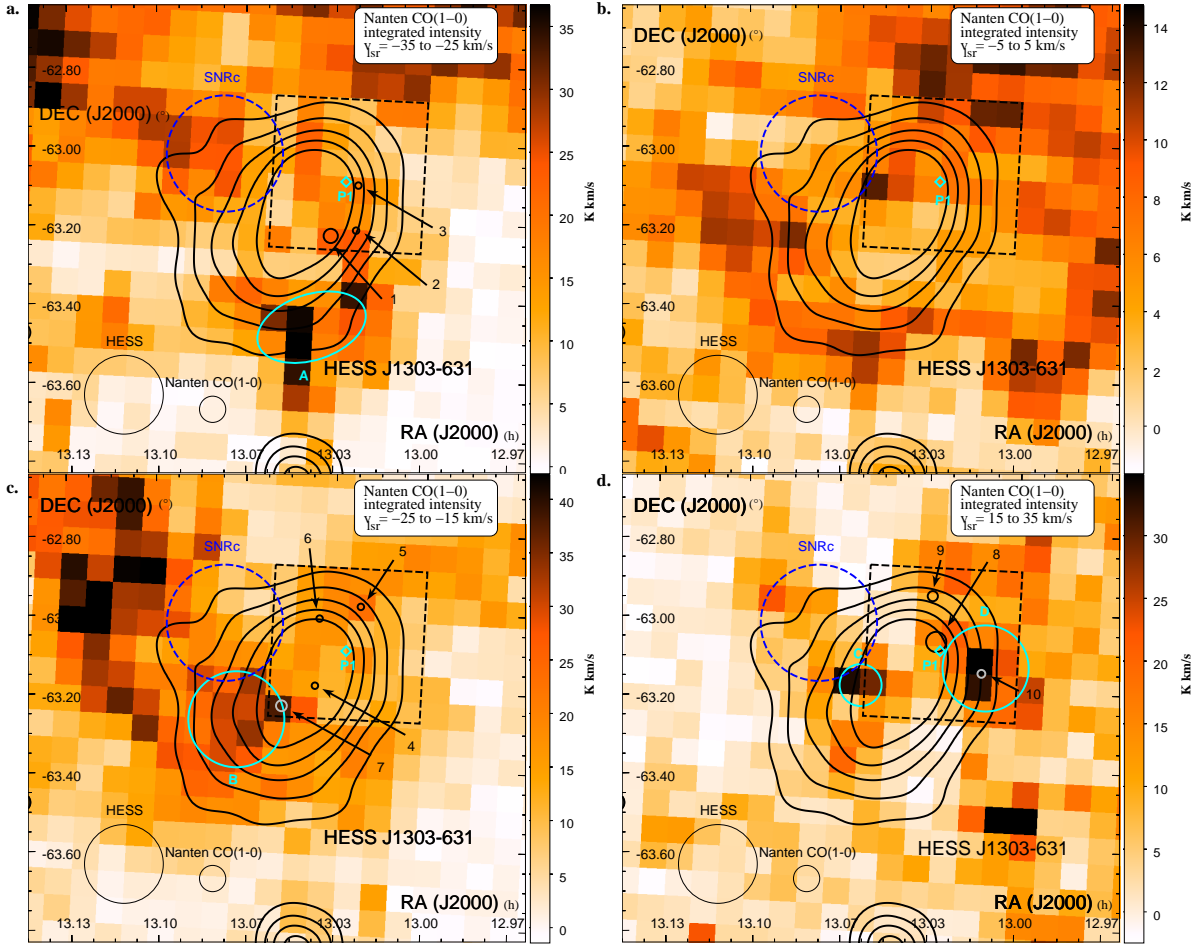 a.
Nanten CO(1−0)
integrated intensity
v_lsr = −35 to −25 km/s
SNRc
DEC (J2000) (°)
-62.80
-63.00
-63.20
-63.40
-63.60
P1
3
2
1
A
HESS
Nanten CO(1-0)
HESS J1303-631
RA (J2000) (h)
13.13
13.10
13.07
13.03
13.00
12.97
35
30
25
20
15
10
5
0
K km/s
b.
DEC (J2000) (°)
Nanten CO(1−0)
integrated intensity
v_lsr = −5 to 5 km/s
SNRc
-62.80
-63.00
-63.20
-63.40
-63.60
P1
HESS
Nanten CO(1-0)
HESS J1303-631
RA (J2000) (h)
13.13
13.10
13.07
13.03
13.00
12.97
14
12
10
8
6
4
2
0
K km/s
c.
DEC (J2000) (°)
Nanten CO(1−0)
integrated intensity
v_lsr = −25 to −15 km/s
SNRc
6
5
-62.80
-63.00
-63.20
-63.40
-63.60
P1
4
7
B
HESS
Nanten CO(1-0)
HESS J1303-631
RA (J2000) (h)
13.13
13.10
13.07
13.03
13.00
12.97
40
35
30
25
20
15
10
5
0
K km/s
d.
DEC (J2000) (°)
Nanten CO(1−0)
integrated intensity
v_lsr = 15 to 35 km/s
SNRc
9
8
-62.80
-63.00
-63.20
-63.40
-63.60
D
C
P1
10
HESS
Nanten CO(1-0)
HESS J1303-631
RA (J2000) (h)
13.13
13.10
13.07
13.03
13.00
12.97
30
25
20
15
10
5
0
K km/s